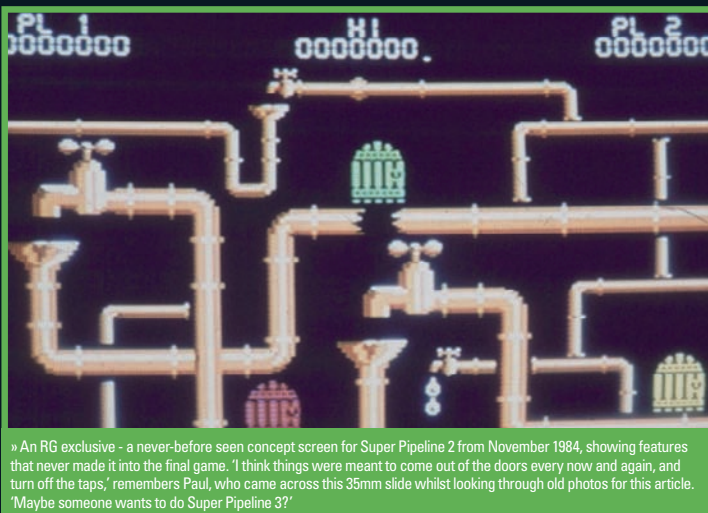 PL 1
HI
PL 2
0000000
0000000
000000
» An RG exclusive - a never-before seen concept screen for Super Pipeline 2 from November 1984, showing features
that never made it into the final game. 'I think things were meant to come out of the doors every now and again, and
turn off the taps,' remembers Paul, who came across this 35mm slide whilst looking through old photos for this article.
'Maybe someone wants to do Super Pipeline 3?'